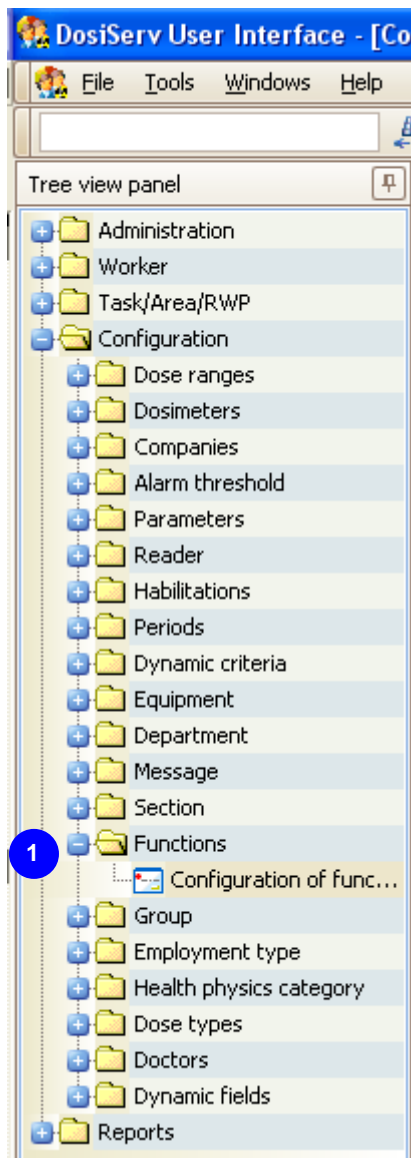 DosiServ User Interface - [Co
File Tools Windows Help
Tree view panel
Administration
Worker
Task/Area/RWP
Configuration
Dose ranges
Dosimeters
Companies
Alarm threshold
Parameters
Reader
Habilitations
Periods
Dynamic criteria
Equipment
Department
Message
Section
1 Functions
Configuration of func...
Group
Employment type
Health physics category
Dose types
Doctors
Dynamic fields
Reports